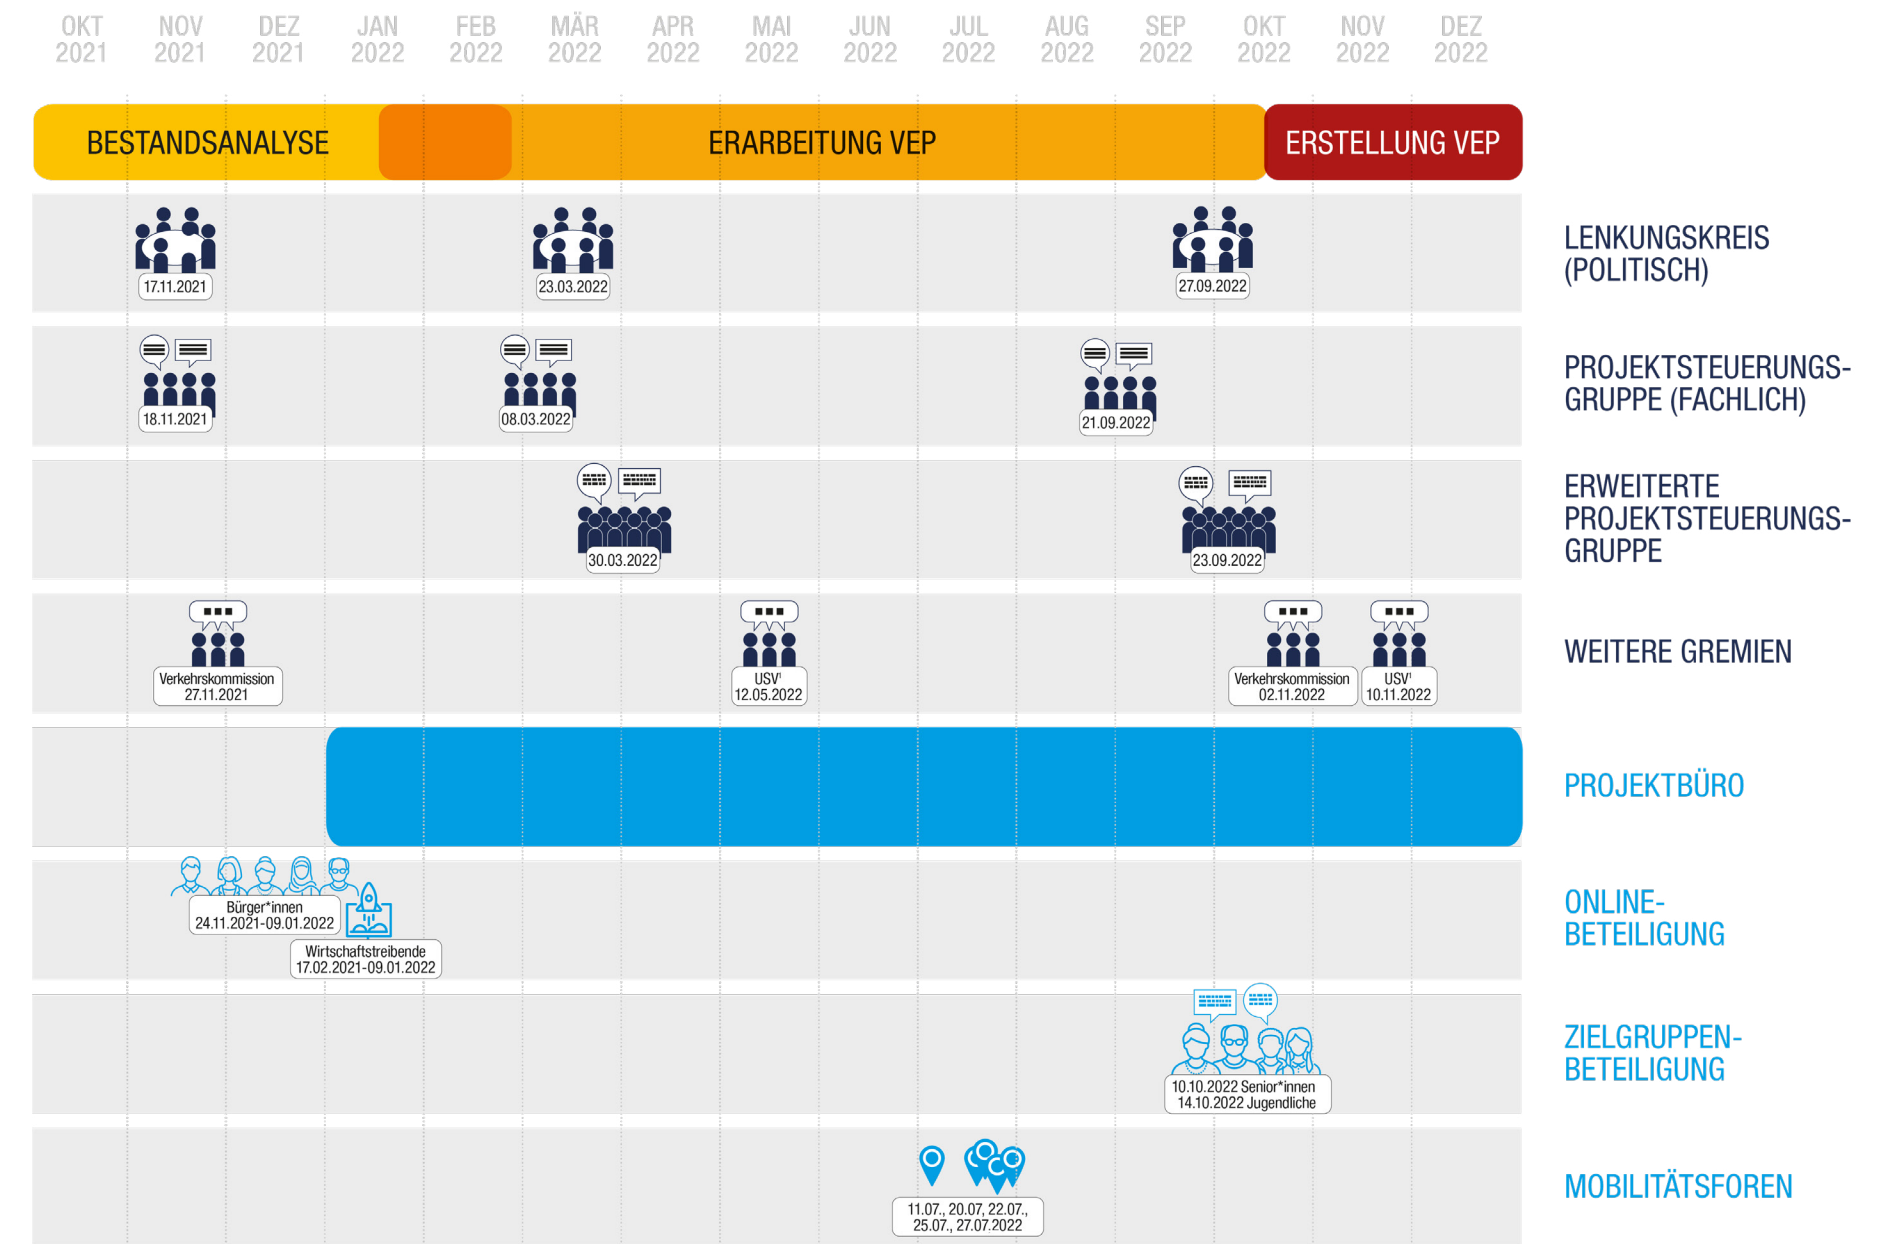 OKT NOV DEZ JAN FEB MÄR APR MAI JUN JUL AUG SEP OKT NOV DEZ
2021 2021 2021 2022 2022 2022 2022 2022 2022 2022 2022 2022 2022 2022 2022
BESTANDSANALYSE ERARBEITUNG VEP ERSTELLUNG VEP
LENKUNGSKREIS
(POLITISCH)
17.11.2021 23.03.2022 27.09.2022
PROJEKTSTEUERUNGS-
GRUPPE (FACHLICH)
18.11.2021 08.03.2022 21.09.2022
ERWEITERTE
PROJEKTSTEUERUNGS-
GRUPPE
30.03.2022 23.09.2022
WEITERE GREMIEN
Verkehrskommission
27.11.2021
USV¹
12.05.2022
Verkehrskommission
02.11.2022
USV¹
10.11.2022
PROJEKTBÜRO
ONLINE-
BETEILIGUNG
Bürger*innen
24.11.2021-09.01.2022
Wirtschaftstreibende
17.02.2021-09.01.2022
ZIELGRUPPEN-
BETEILIGUNG
10.10.2022 Senior*innen
14.10.2022 Jugendliche
MOBILITÄTSFOREN
11.07., 20.07, 22.07.,
25.07., 27.07.2022